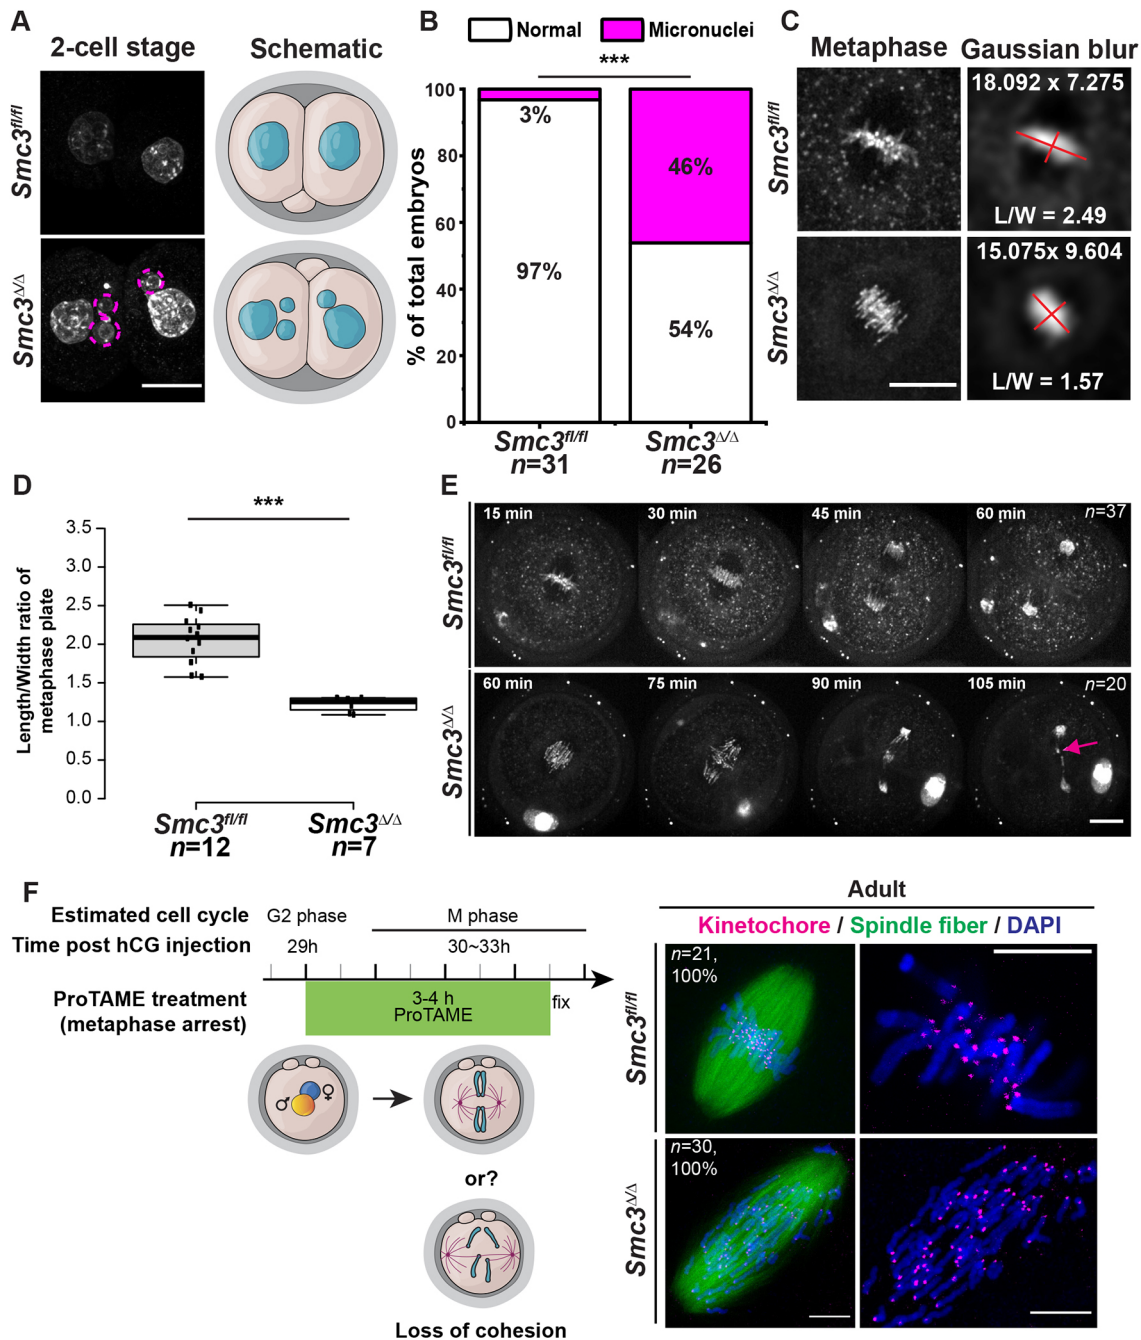 A
2-cell stage
Schematic
Smc3fl/fl
Smc3Δ/Δ
B
Normal
Micronuclei
***
% of total embryos
100
80
60
40
20
0
3%
97%
46%
54%
Smc3fl/fl
n=31
Smc3Δ/Δ
n=26
C
Metaphase
Gaussian blur
Smc3fl/fl
18.092 x 7.275
L/W = 2.49
Smc3Δ/Δ
15.075x 9.604
L/W = 1.57
D
***
Length/Width ratio of
metaphase plate
3.5
3.0
2.5
2.0
1.5
1.0
0.5
0.0
Smc3fl/fl
n=12
Smc3Δ/Δ
n=7
E
Smc3fl/fl
15 min
30 min
45 min
60 min
n=37
Smc3Δ/Δ
60 min
75 min
90 min
105 min
n=20
F
Estimated cell cycle
G2 phase
M phase
Time post hCG injection
29h
30~33h
ProTAME treatment
(metaphase arrest)
3-4 h
ProTAME
fix
♂
♀
or?
Loss of cohesion
Adult
Kinetochore / Spindle fiber / DAPI
Smc3fl/fl
n=21,
100%
Smc3Δ/Δ
n=30,
100%